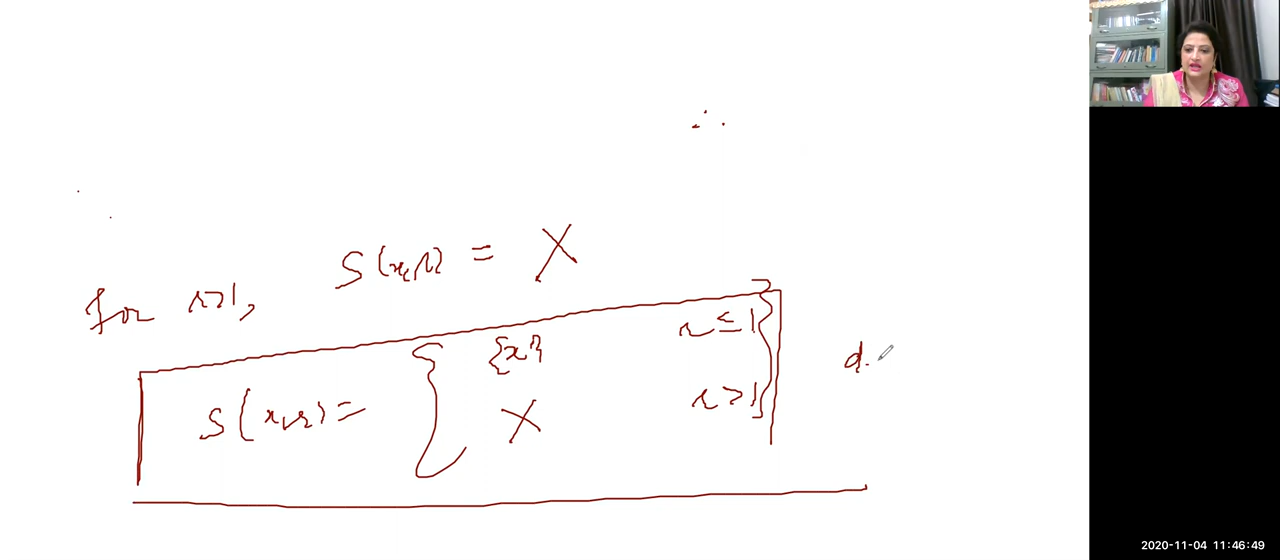 ∴
S(x,r) = X
For r>1,
S(x,r) = { {x} r ≤ 1
X r > 1 } d.
2020-11-04 11:46:49